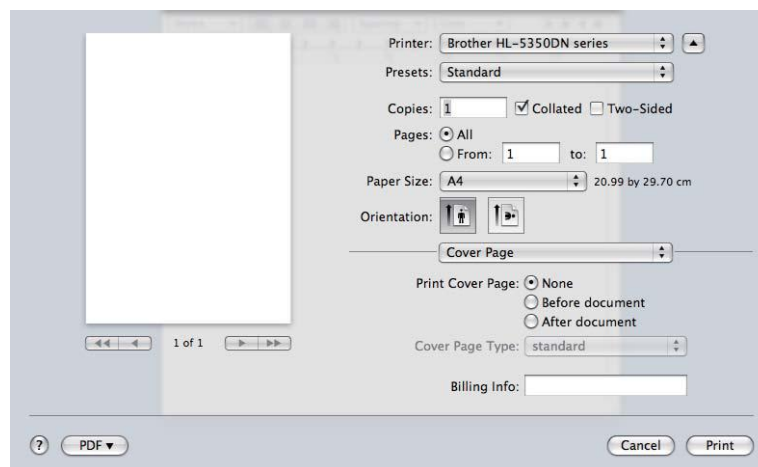 Printer: Brother HL-5350DN series
Presets: Standard
Copies: 1 Collated Two-Sided
Pages: All
From: 1 to: 1
Paper Size: A4 20.99 by 29.70 cm
Orientation:
Cover Page
Print Cover Page: None
Before document
After document
1 of 1
Cover Page Type: standard
Billing Info:
? PDF Cancel Print